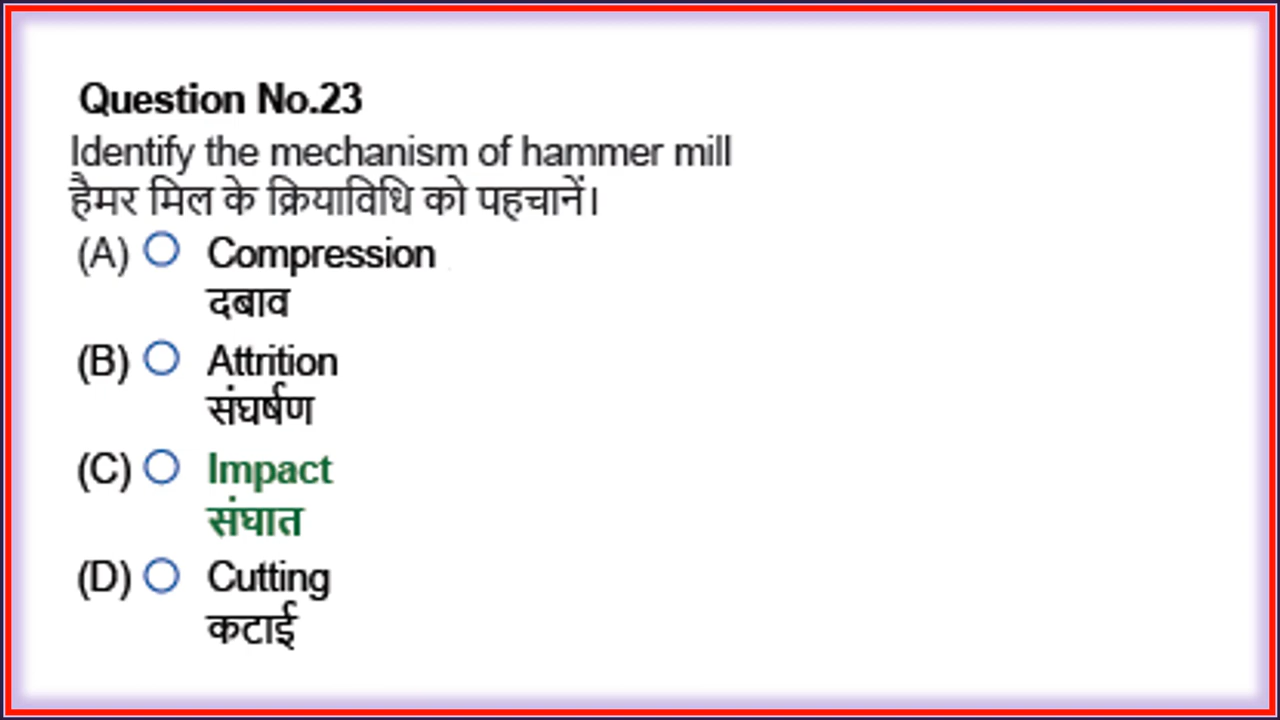 Question No.23
Identify the mechanism of hammer mill
हैमर मिल के क्रियाविधि को पहचानें।
(A) Compression
दबाव
(B) Attrition
संघर्षण
(C) Impact
संघात
(D) Cutting
कटाई